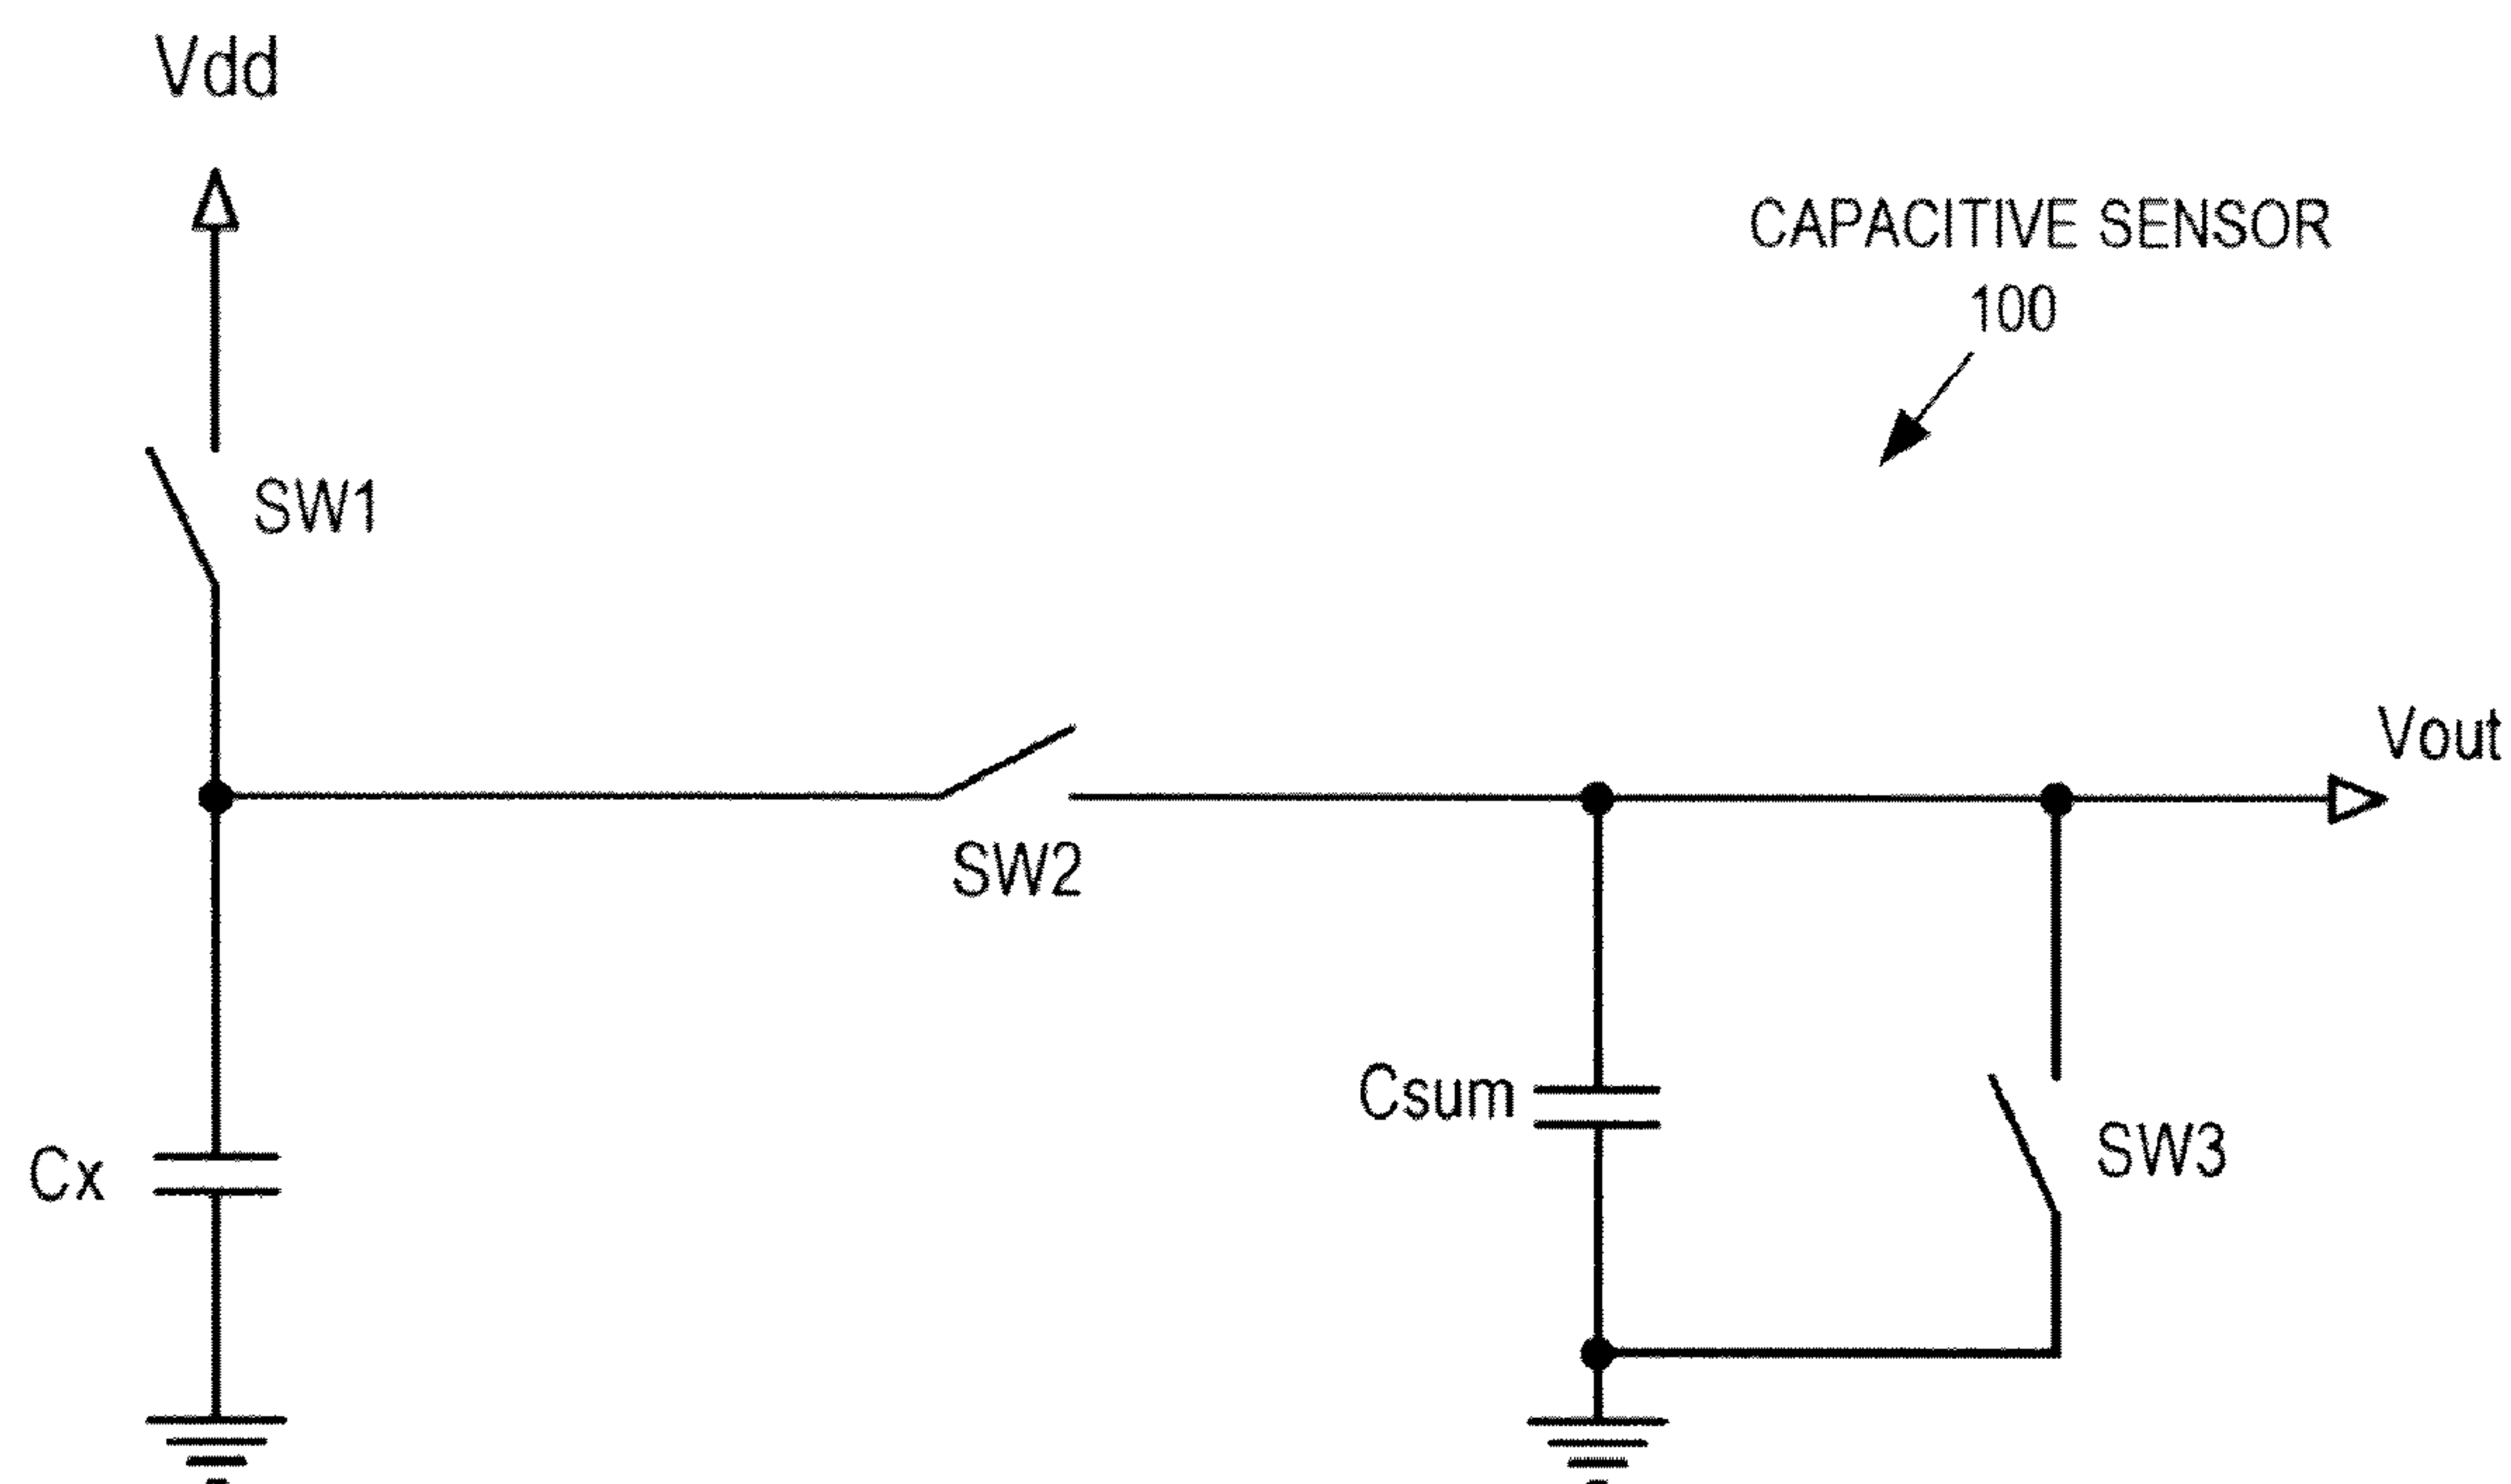 Vdd
CAPACITIVE SENSOR
100
SW1
Vout
SW2
Csum
SW3
Cx